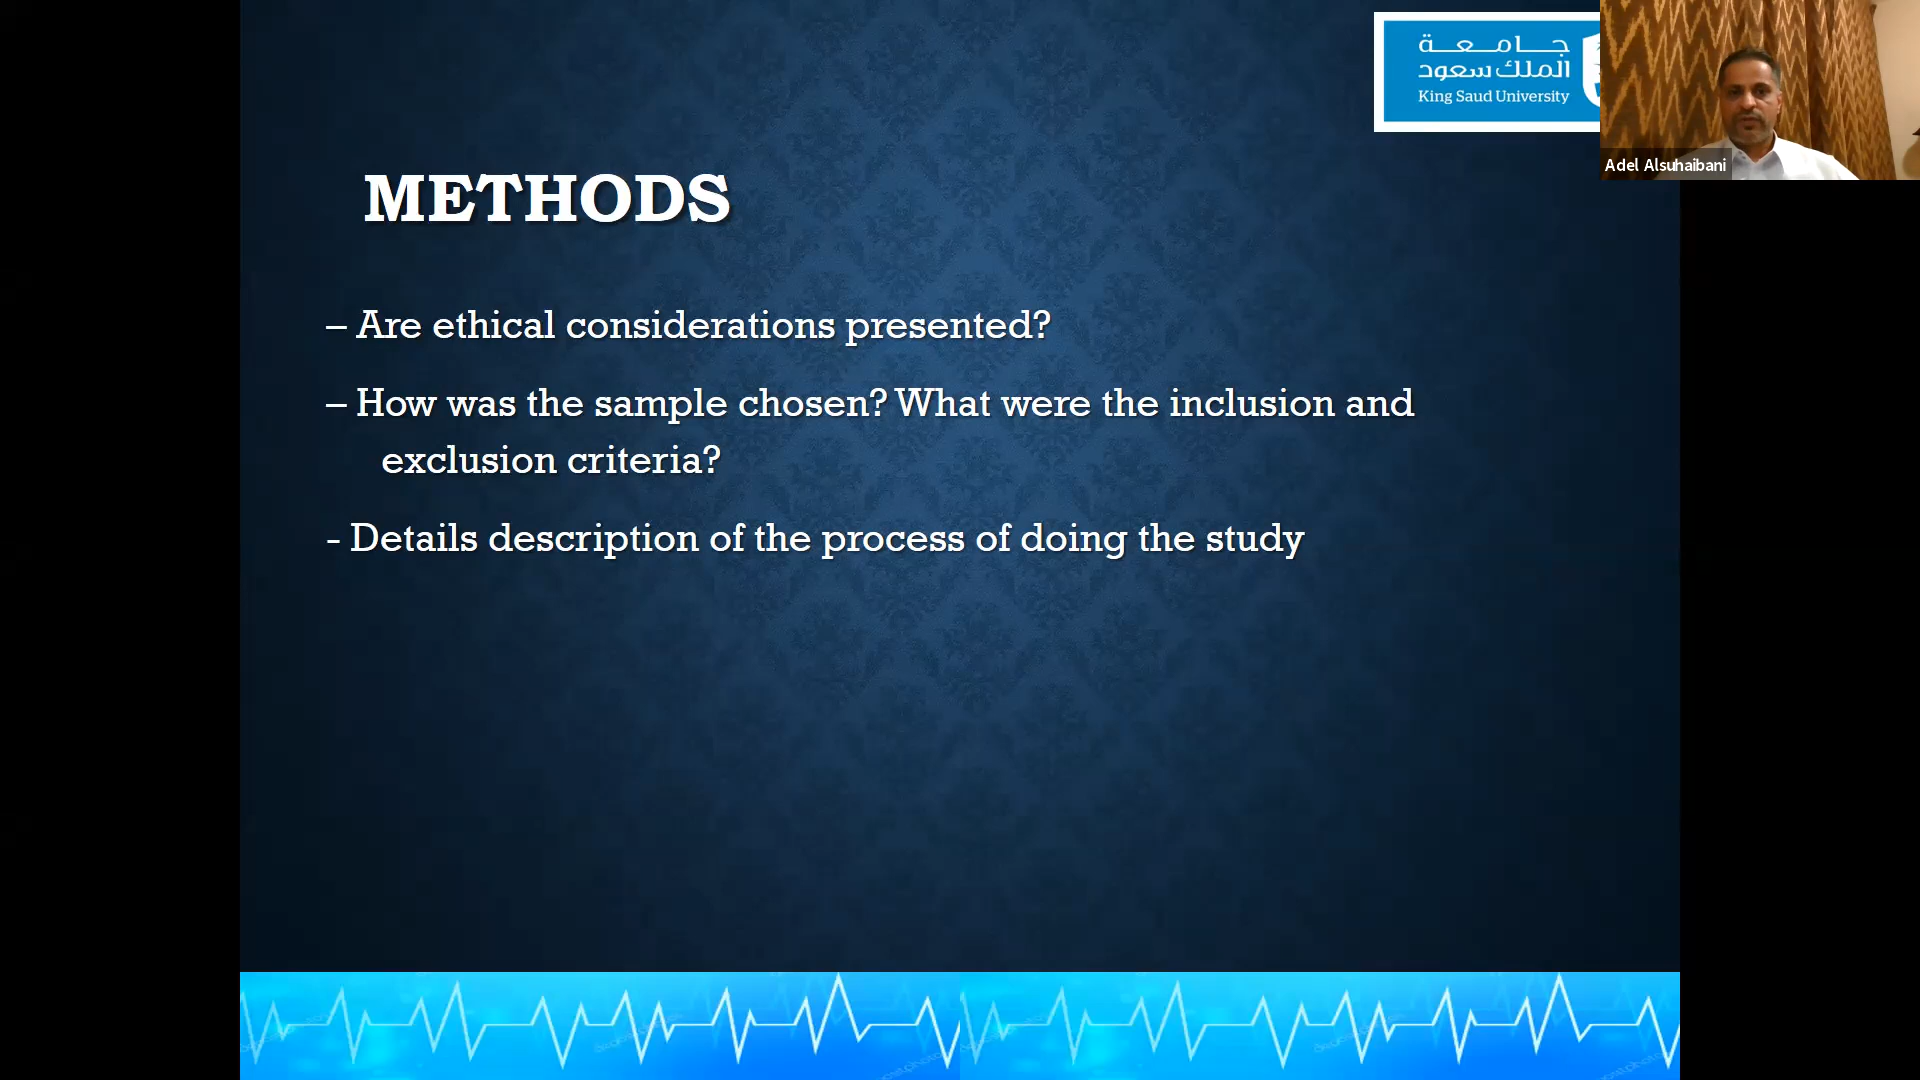 جامعة
الملك سعود
King Saud University
Adel Alsuhaibani
METHODS
– Are ethical considerations presented?
– How was the sample chosen? What were the inclusion and
exclusion criteria?
- Details description of the process of doing the study